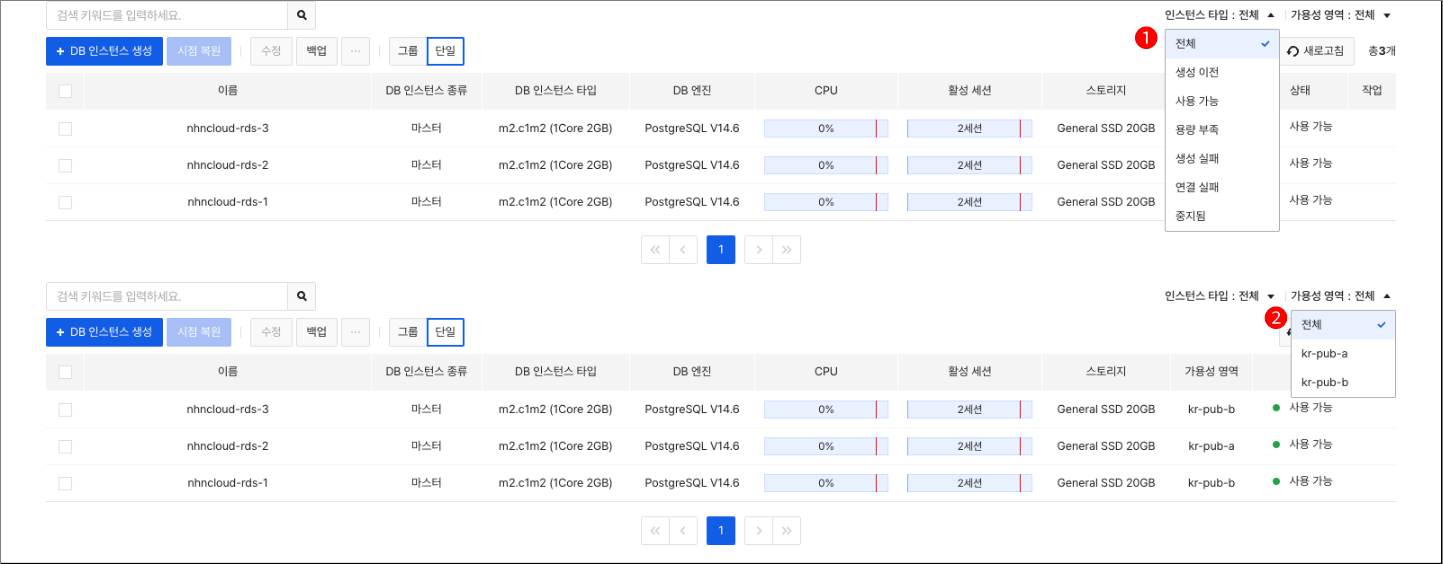 검색 키워드를 입력하세요. 인스턴스 타입 : 전체 가용성 영역 : 전체
1 전체
+ DB 인스턴스 생성 시점 복원 수정 백업 ... 그룹 단일 새로고침 총3개
생성 이전
이름 DB 인스턴스 종류 DB 인스턴스 타입 DB 엔진 CPU 활성 세션 스토리지 상태 작업
사용 가능
nhncloud-rds-3 마스터 m2.c1m2 (1Core 2GB) PostgreSQL V14.6 0% 2세션 General SSD 20GB 용량 부족 사용 가능
nhncloud-rds-2 마스터 m2.c1m2 (1Core 2GB) PostgreSQL V14.6 0% 2세션 General SSD 20GB 생성 실패 사용 가능
연결 실패
nhncloud-rds-1 마스터 m2.c1m2 (1Core 2GB) PostgreSQL V14.6 0% 2세션 General SSD 20GB 사용 가능
중지됨
1
검색 키워드를 입력하세요. 인스턴스 타입 : 전체 가용성 영역 : 전체
2 전체
+ DB 인스턴스 생성 시점 복원 수정 백업 ... 그룹 단일
kr-pub-a
이름 DB 인스턴스 종류 DB 인스턴스 타입 DB 엔진 CPU 활성 세션 스토리지 가용성 영역
kr-pub-b
nhncloud-rds-3 마스터 m2.c1m2 (1Core 2GB) PostgreSQL V14.6 0% 2세션 General SSD 20GB kr-pub-b 사용 가능
nhncloud-rds-2 마스터 m2.c1m2 (1Core 2GB) PostgreSQL V14.6 0% 2세션 General SSD 20GB kr-pub-a 사용 가능
nhncloud-rds-1 마스터 m2.c1m2 (1Core 2GB) PostgreSQL V14.6 0% 2세션 General SSD 20GB kr-pub-b 사용 가능
1